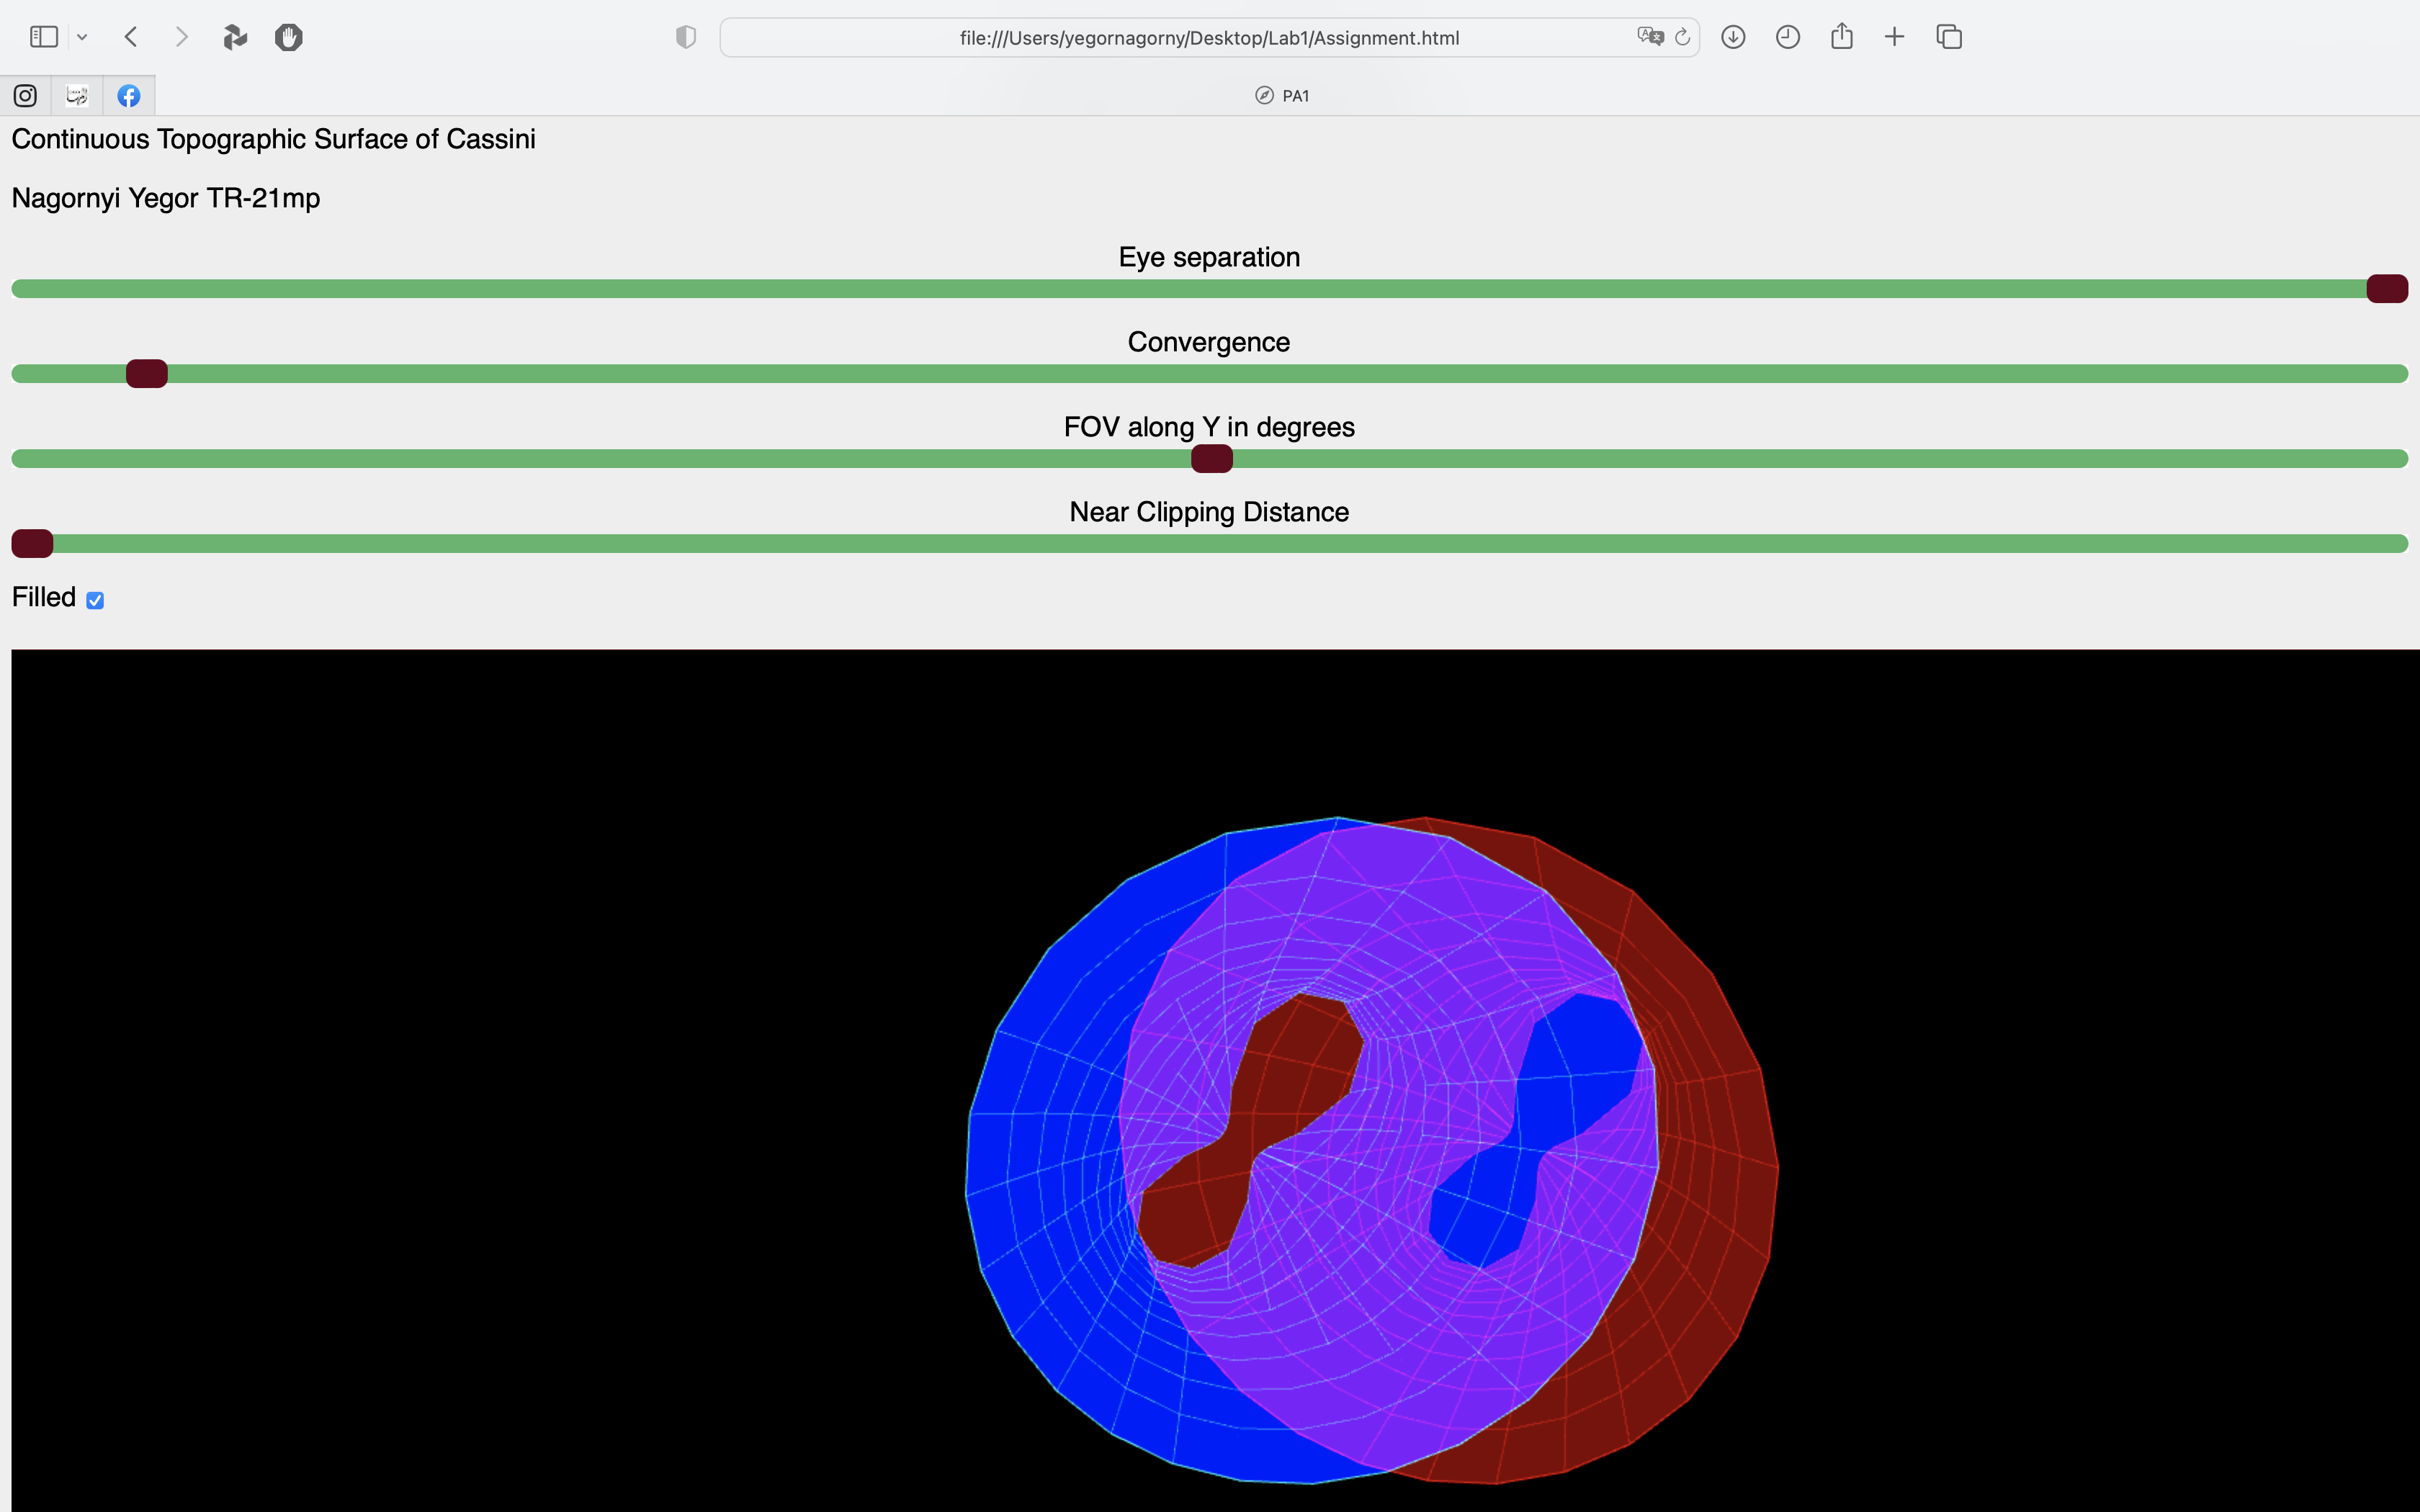 file:///Users/yegornagorny/Desktop/Lab1/Assignment.html
PA1
Continuous Topographic Surface of Cassini
Nagornyi Yegor TR-21mp
Eye separation
Convergence
FOV along Y in degrees
Near Clipping Distance
Filled